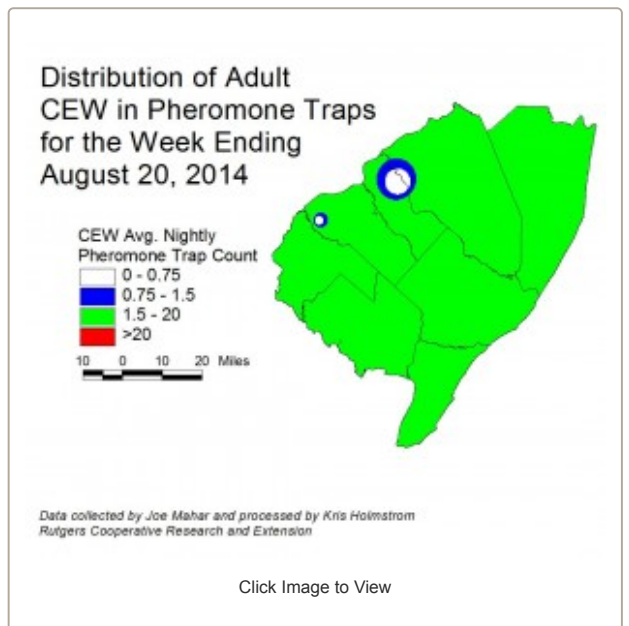 Distribution of Adult
CEW in Pheromone Traps
for the Week Ending
August 20, 2014
CEW Avg. Nightly
Pheromone Trap Count
0 - 0.75
0.75 - 1.5
1.5 - 20
>20
10 0 10 20 Miles
Data collected by Joe Mahar and processed by Kris Holmstrom
Rutgers Cooperative Research and Extension
Click Image to View